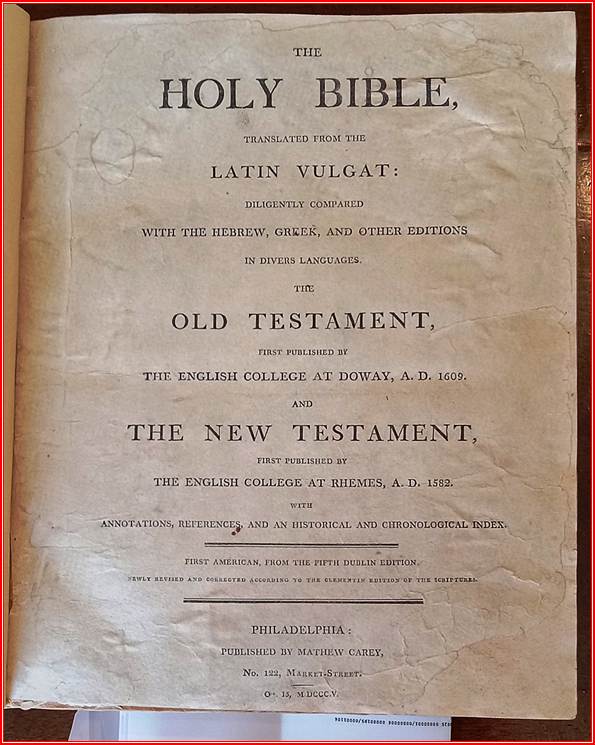 THE
HOLY BIBLE,
TRANSLATED FROM THE
LATIN VULGAT:
DILIGENTLY COMPARED
WITH THE HEBREW, GREEK, AND OTHER EDITIONS
IN DIVERS LANGUAGES.
THE
OLD TESTAMENT,
FIRST PUBLISHED BY
THE ENGLISH COLLEGE AT DOWAY, A. D. 1609.
AND
THE NEW TESTAMENT,
FIRST PUBLISHED BY
THE ENGLISH COLLEGE AT RHEMES, A. D. 1582.
WITH
ANNOTATIONS, REFERENCES, AND AN HISTORICAL AND CHRONOLOGICAL INDEX.
FIRST AMERICAN, FROM THE FIFTH DUBLIN EDITION.
NEWLY REVISED AND CORRECTED ACCORDING TO THE CLEMENTIN EDITION OF THE SCRIPTURES.
PHILADELPHIA:
PUBLISHED BY MATHEW CAREY,
No. 122, MARKET-STREET.
15, M DCCC.V.